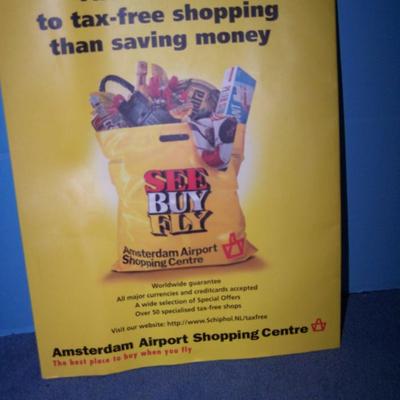 to tax-free shopping
than saving money
SEE
BUY
FLY
Amsterdam Airport
Shopping Centre
Worldwide guarantee
All major currencies and creditcards accepted
A wide selection of Special Offers
Over 50 specialised tax-free shops
Visit our website: http://www.Schiphol.NL/taxfree
Amsterdam Airport Shopping Centre
The best place to buy when you fly